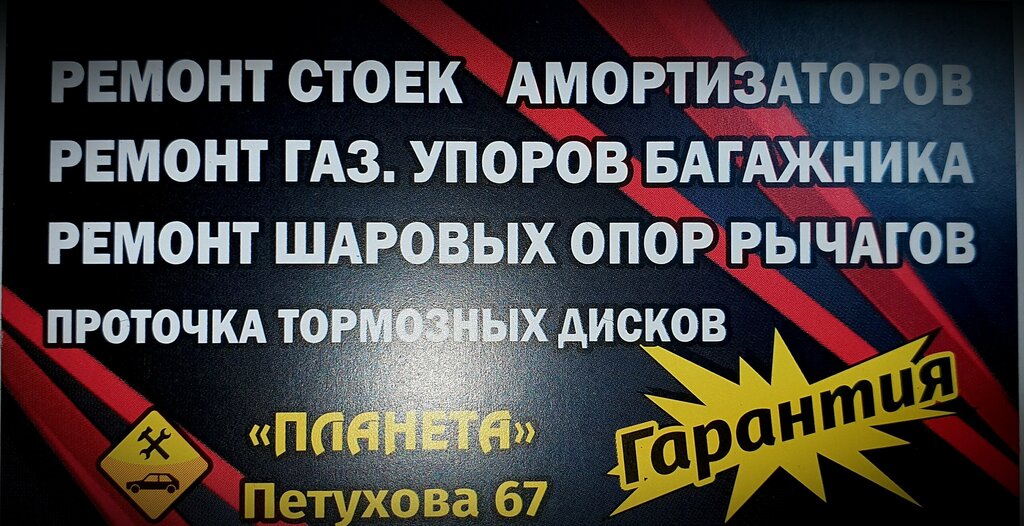 РЕМОНТ СТОЕК АМОРТИЗАТОРОВ
РЕМОНТ ГАЗ. УПОРОВ БАГАЖНИКА
РЕМОНТ ШАРОВЫХ ОПОР РЫЧАГОВ
ПРОТОЧКА ТОРМОЗНЫХ ДИСКОВ
Гарантия
«ПЛАНЕТА»
Петухова 67